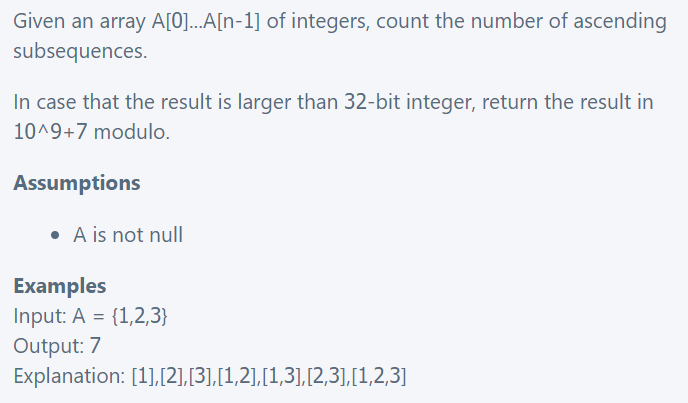 Given an array A[0]...A[n-1] of integers, count the number of ascending
subsequences.
In case that the result is larger than 32-bit integer, return the result in
10^9+7 modulo.
Assumptions
• A is not null
Examples
Input: A = {1,2,3}
Output: 7
Explanation: [1],[2],[3],[1,2],[1,3],[2,3],[1,2,3]